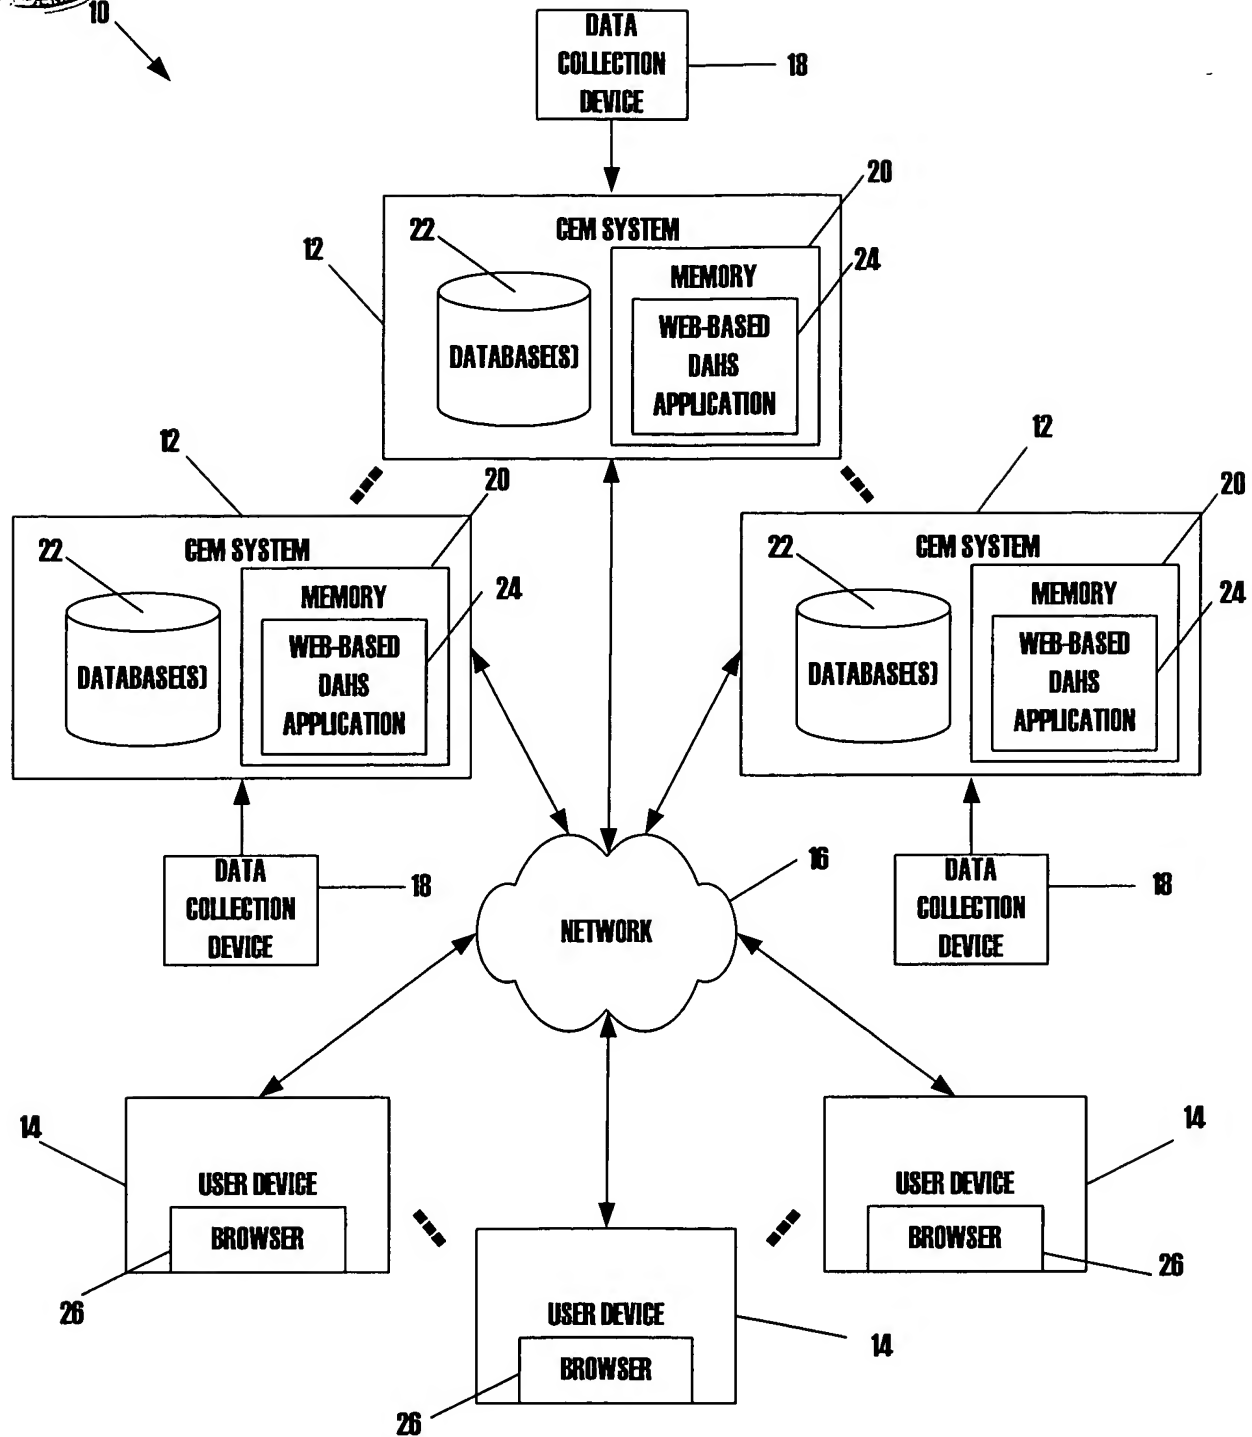 10
DATA
COLLECTION
DEVICE
18
20
CEM SYSTEM
22
12
24
MEMORY
DATABASE(S)
WEB-BASED
DAHS
APPLICATION
12
20
CEM SYSTEM
22
24
MEMORY
DATABASE(S)
WEB-BASED
DAHS
APPLICATION
12
20
CEM SYSTEM
22
24
MEMORY
DATABASE(S)
WEB-BASED
DAHS
APPLICATION
DATA
COLLECTION
DEVICE
18
16
NETWORK
DATA
COLLECTION
DEVICE
18
14
USER DEVICE
BROWSER
26
14
USER DEVICE
BROWSER
26
USER DEVICE
14
BROWSER
26